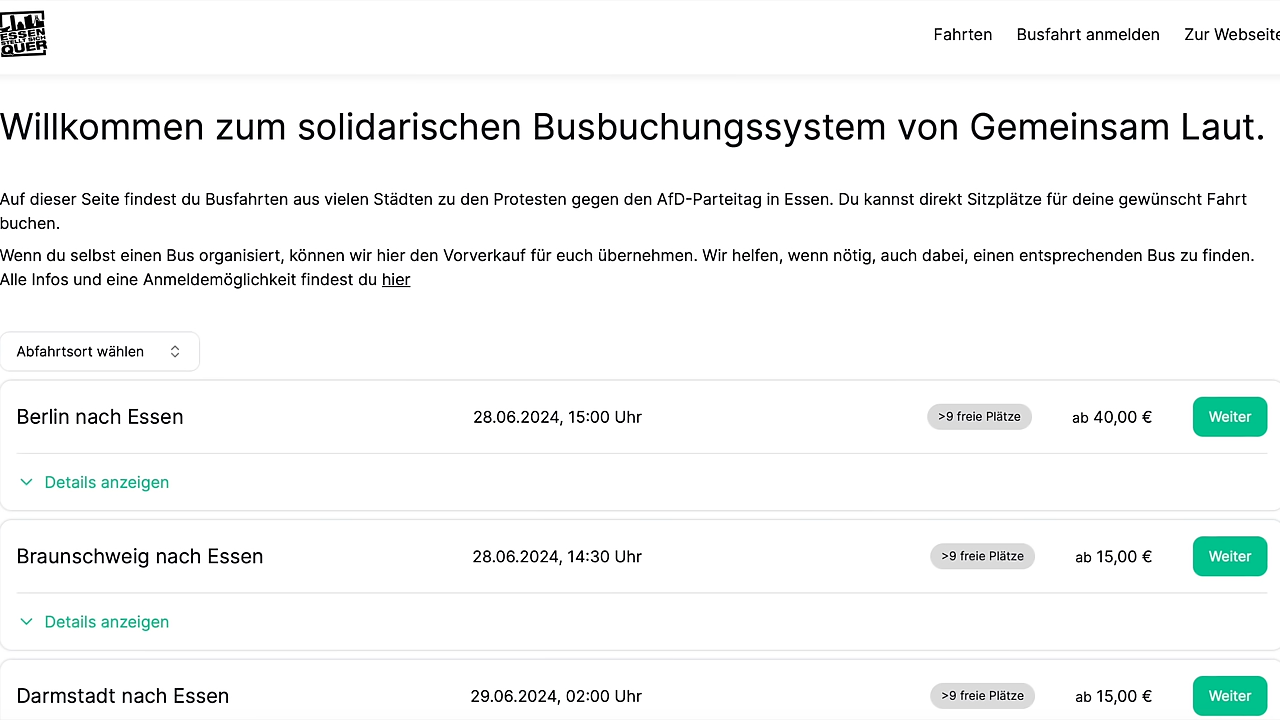 ESSEN
STELLT SICH
QUER
Fahrten Busfahrt anmelden Zur Webseite
Willkommen zum solidarischen Busbuchungssystem von Gemeinsam Laut.
Auf dieser Seite findest du Busfahrten aus vielen Städten zu den Protesten gegen den AfD-Parteitag in Essen. Du kannst direkt Sitzplätze für deine gewünscht Fahrt
buchen.
Wenn du selbst einen Bus organisiert, können wir hier den Vorverkauf für euch übernehmen. Wir helfen, wenn nötig, auch dabei, einen entsprechenden Bus zu finden.
Alle Infos und eine Anmeldemöglichkeit findest du hier
Abfahrtsort wählen
Berlin nach Essen 28.06.2024, 15:00 Uhr >9 freie Plätze ab 40,00 € Weiter
Details anzeigen
Braunschweig nach Essen 28.06.2024, 14:30 Uhr >9 freie Plätze ab 15,00 € Weiter
Details anzeigen
Darmstadt nach Essen 29.06.2024, 02:00 Uhr >9 freie Plätze ab 15,00 € Weiter